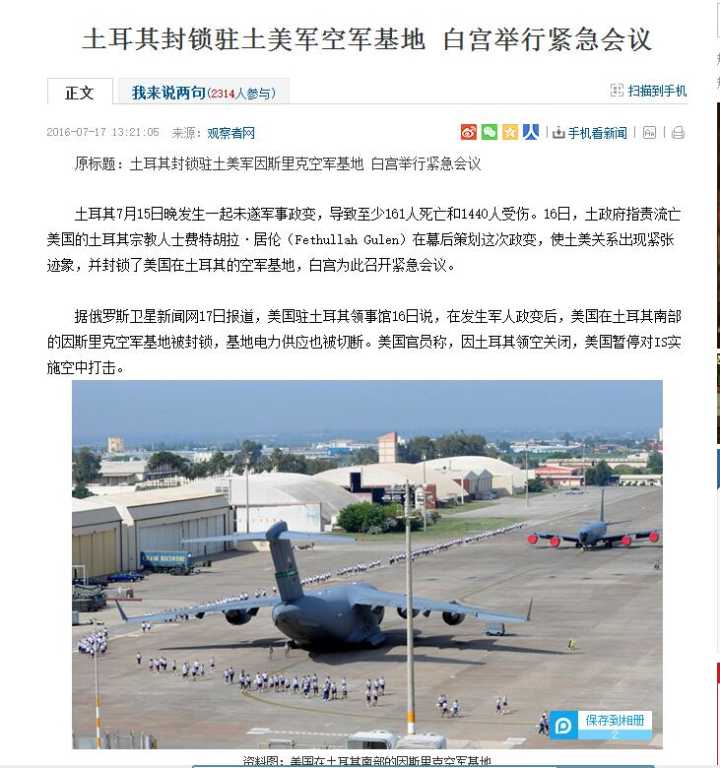 土耳其封锁驻土美军空军基地 白宫举行紧急会议
正文 我来说两句(2314人参与) 扫描到手机
2016-07-17 13:21:05 来源：观察者网 手机看新闻
原标题：土耳其封锁驻土美军因斯里克空军基地 白宫举行紧急会议
土耳其7月15日晚发生一起未遂军事政变，导致至少161人死亡和1440人受伤。16日，土政府指责流亡
美国的土耳其宗教人士费特胡拉·居伦（Fethullah Gulen）在幕后策划这次政变，使土美关系出现紧张
迹象，并封锁了美国在土耳其的空军基地，白宫为此召开紧急会议。
据俄罗斯卫星新闻网17日报道，美国驻土耳其领事馆16日说，在发生军人政变后，美国在土耳其南部
的因斯里克空军基地被封锁，基地电力供应也被切断。美国官员称，因土耳其领空关闭，美国暂停对IS实
施空中打击。
保存到相册
2
资料图：美国在土耳其南部的因斯里克空军基地